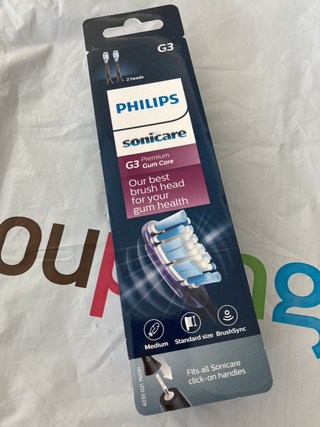 G3
2 heads
PHILIPS
sonicare
G3 Premium
Gum Care
Our best
brush head
for your
gum health
Medium
Standard size
BrushSync
Fits all Sonicare
click-on handles